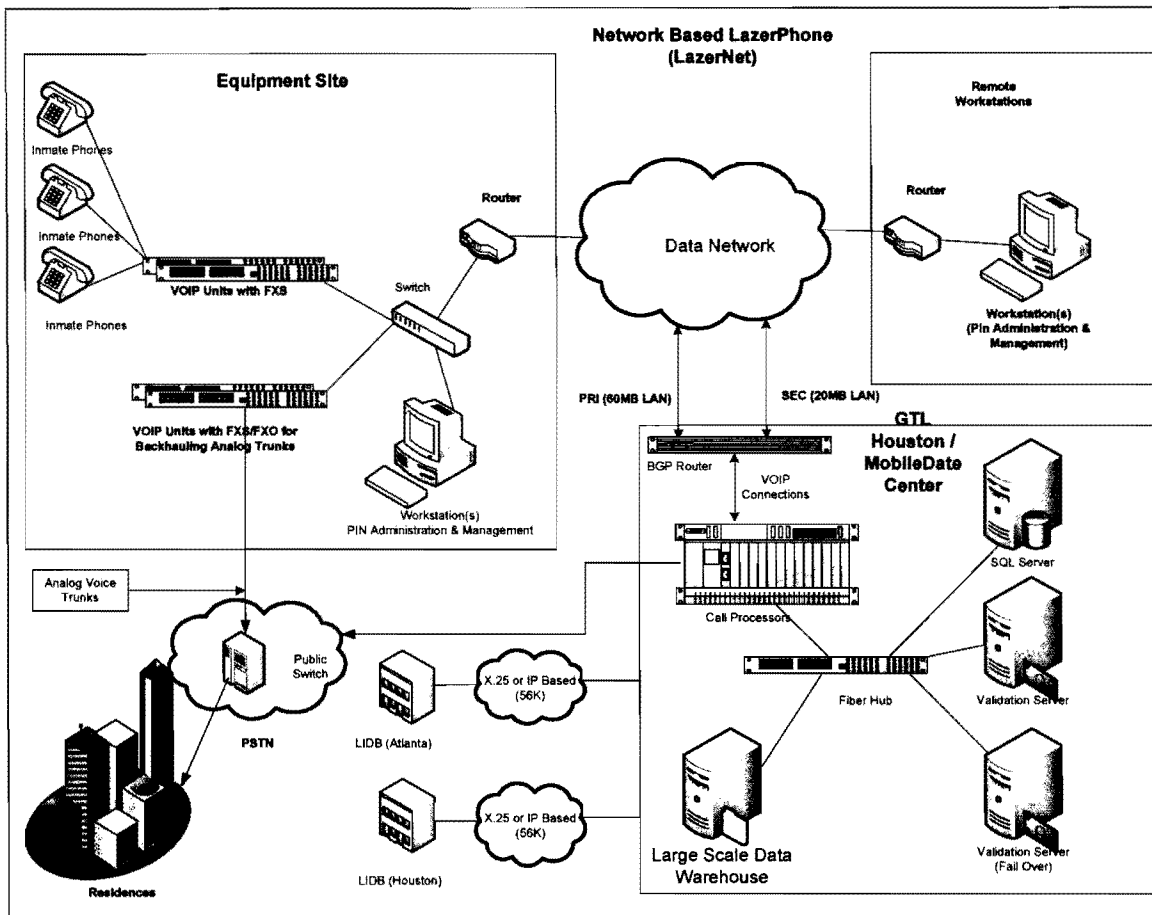 Network Based LazerPhone
(LazerNet)
Equipment Site
Inmate Phones
Inmate Phones
Inmate Phones
VOIP Units with FXS
Router
Switch
VOIP Units with FXS/FXO for
Backhauling Analog Trunks
Workstation(s)
PIN Administration & Management
Data Network
Remote
Workstations
Router
Workstation(s)
(Pin Administration &
Management)
PRI (60MB LAN)
SEC (20MB LAN)
GTL
Houston /
MobileDate
Center
BGP Router
VOIP
Connections
Call Processors
SQL Server
Validation Server
Fiber Hub
Validation Server
(Fail Over)
Large Scale Data
Warehouse
Analog Voice
Trunks
Public
Switch
PSTN
Residences
LIDB (Atlanta)
X.25 or IP Based
(56K)
LIDB (Houston)
X.25 or IP Based
(56K)